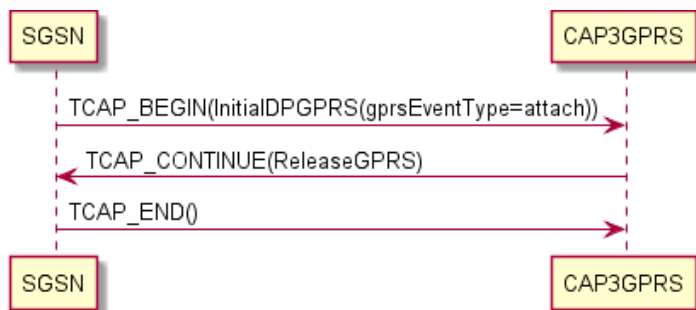 SGSN CAP3GPRS
TCAP_BEGIN(InitialDPGPRS(gprsEventType=attach))
TCAP_CONTINUE(ReleaseGPRS)
TCAP_END()
SGSN CAP3GPRS